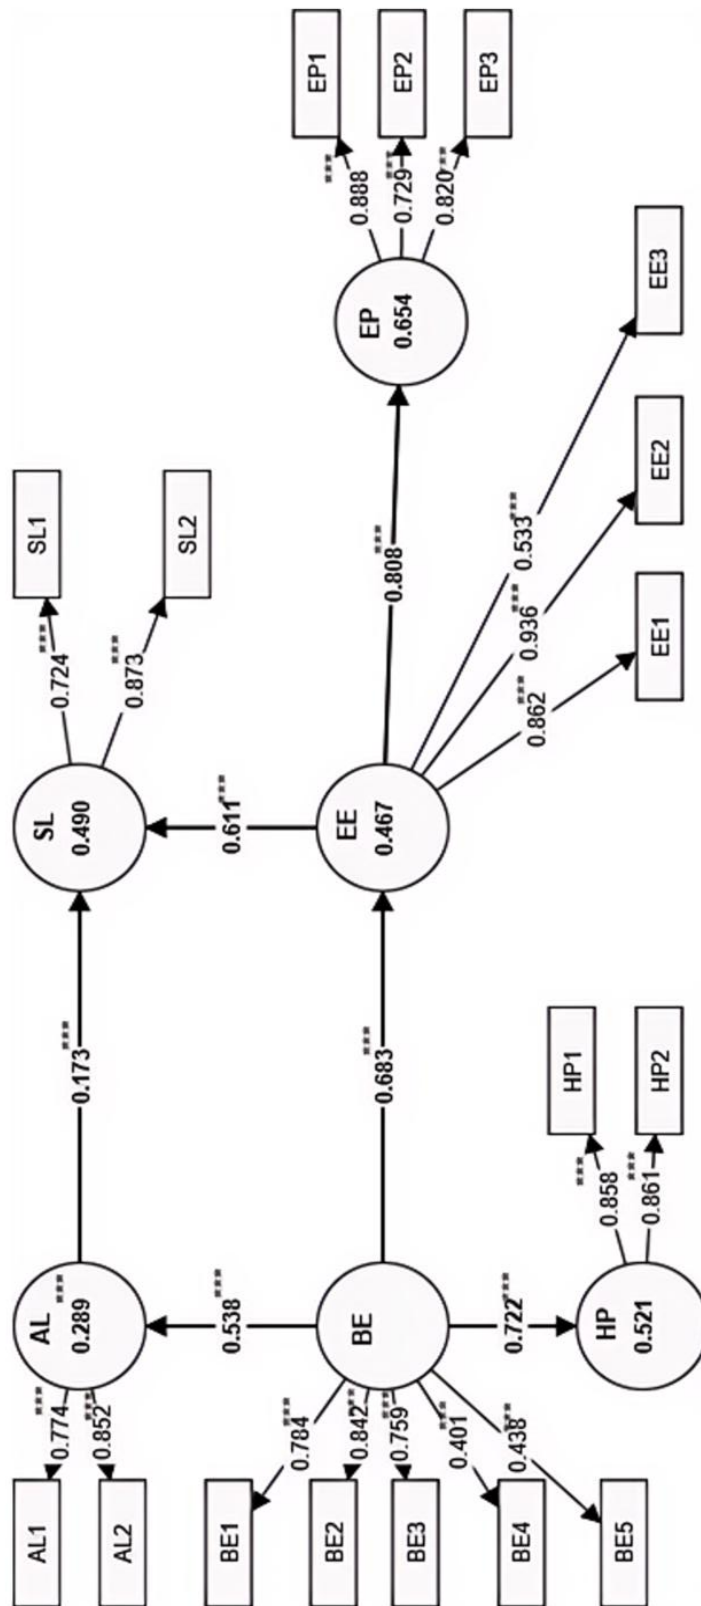 AL1
AL2
0.774***
0.852***
AL
0.289***
0.173***
SL
0.490
0.724***
0.873***
SL1
SL2
0.538***
0.611***
BE1
BE2
BE3
BE4
BE5
0.784***
0.842***
0.759***
0.401***
0.438***
BE
0.683***
EE
0.467
0.808***
EP
0.654
0.888***
0.729***
0.820***
EP1
EP2
EP3
0.722***
HP
0.521
0.858***
0.861***
HP1
HP2
0.862***
0.936***
0.533***
EE1
EE2
EE3